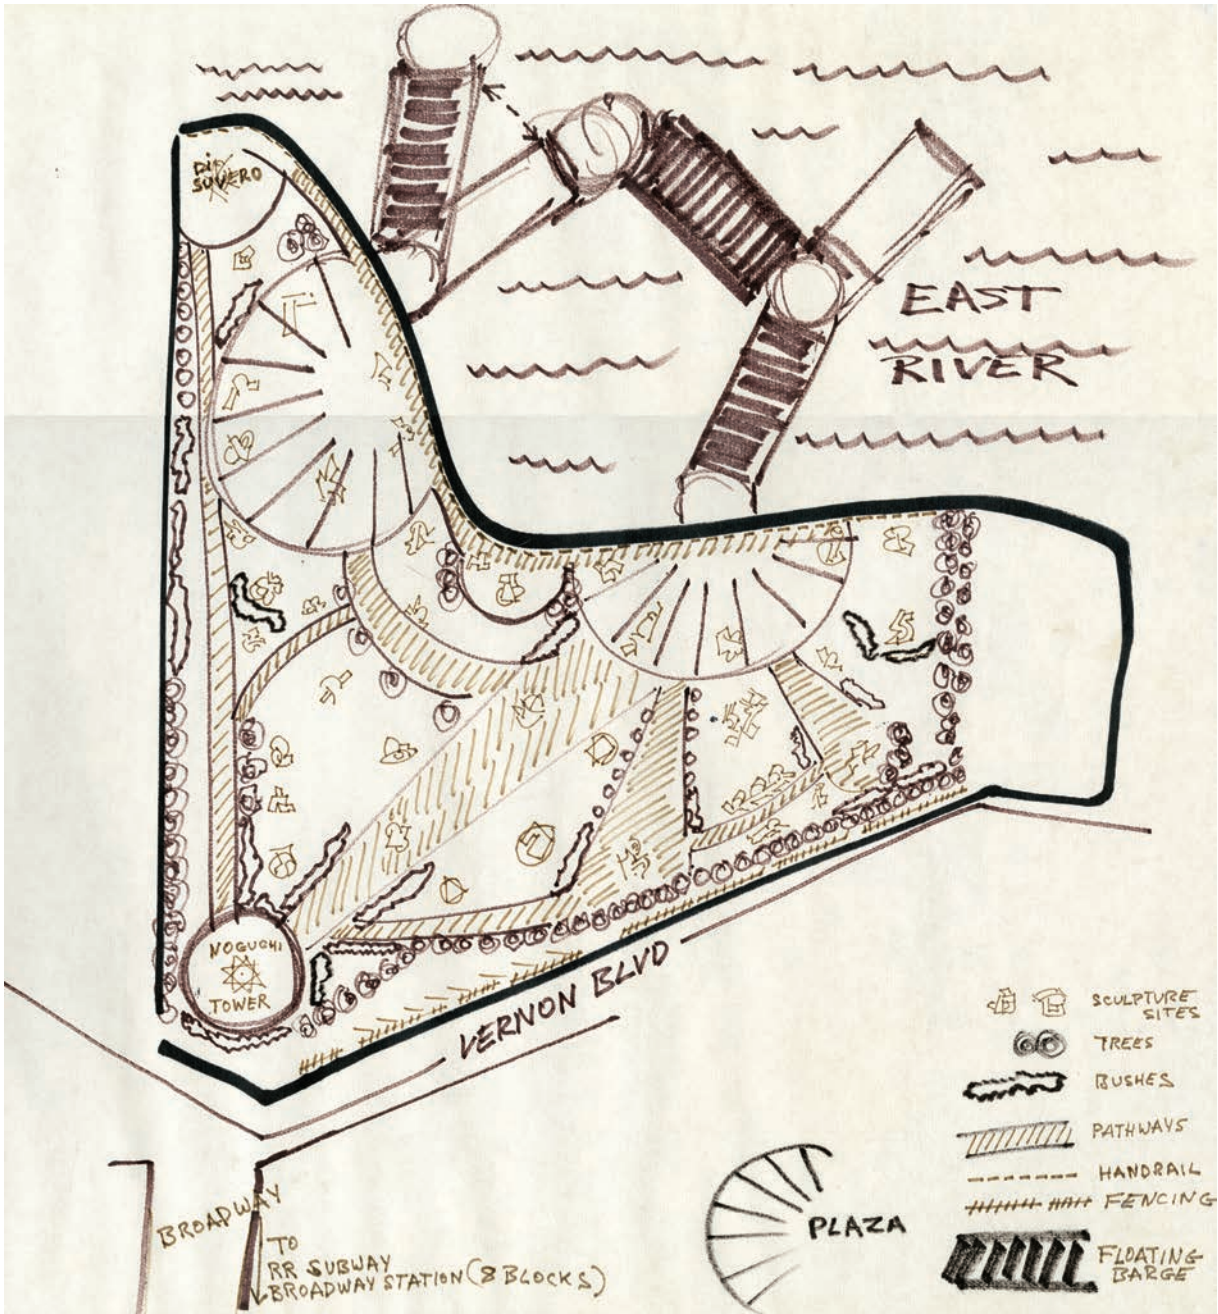 DI
SUVERO
EAST
RIVER
NOGUCHI
TOWER
VERNON BLVD
SCULPTURE
SITES
TREES
BUSHES
PATHWAYS
HANDRAIL
FENCING
FLOATING
BARGE
PLAZA
BROADWAY
TO
RR SUBWAY
BROADWAY STATION (8 BLOCKS)